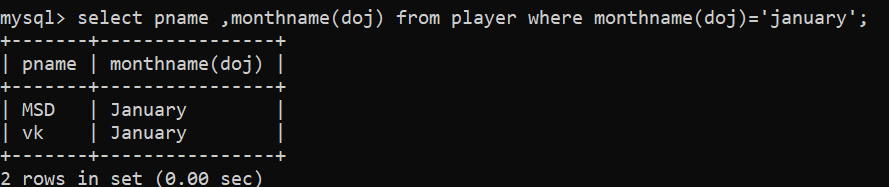 mysql> select pname ,monthname(doj) from player where monthname(doj)='january';
+-------+----------------+
| pname | monthname(doj) |
+-------+----------------+
| MSD   | January        |
| vk    | January        |
+-------+----------------+
2 rows in set (0.00 sec)